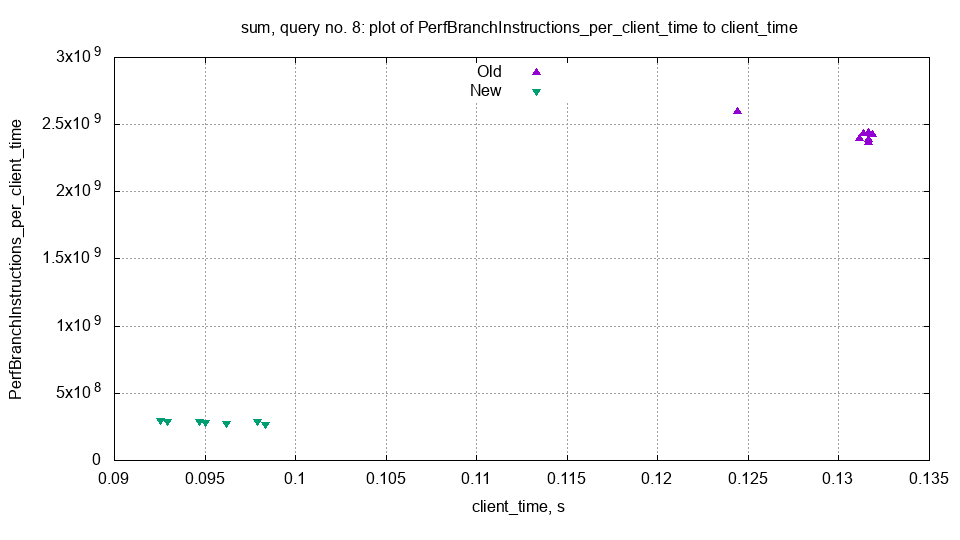 sum, query no. 8: plot of PerfBranchInstructions_per_client_time to client_time
Old
New
3x10^9
2.5x10^9
2x10^9
1.5x10^9
1x10^9
5x10^8
0
PerfBranchInstructions_per_client_time
0.09 0.095 0.1 0.105 0.11 0.115 0.12 0.125 0.13 0.135
client_time, s